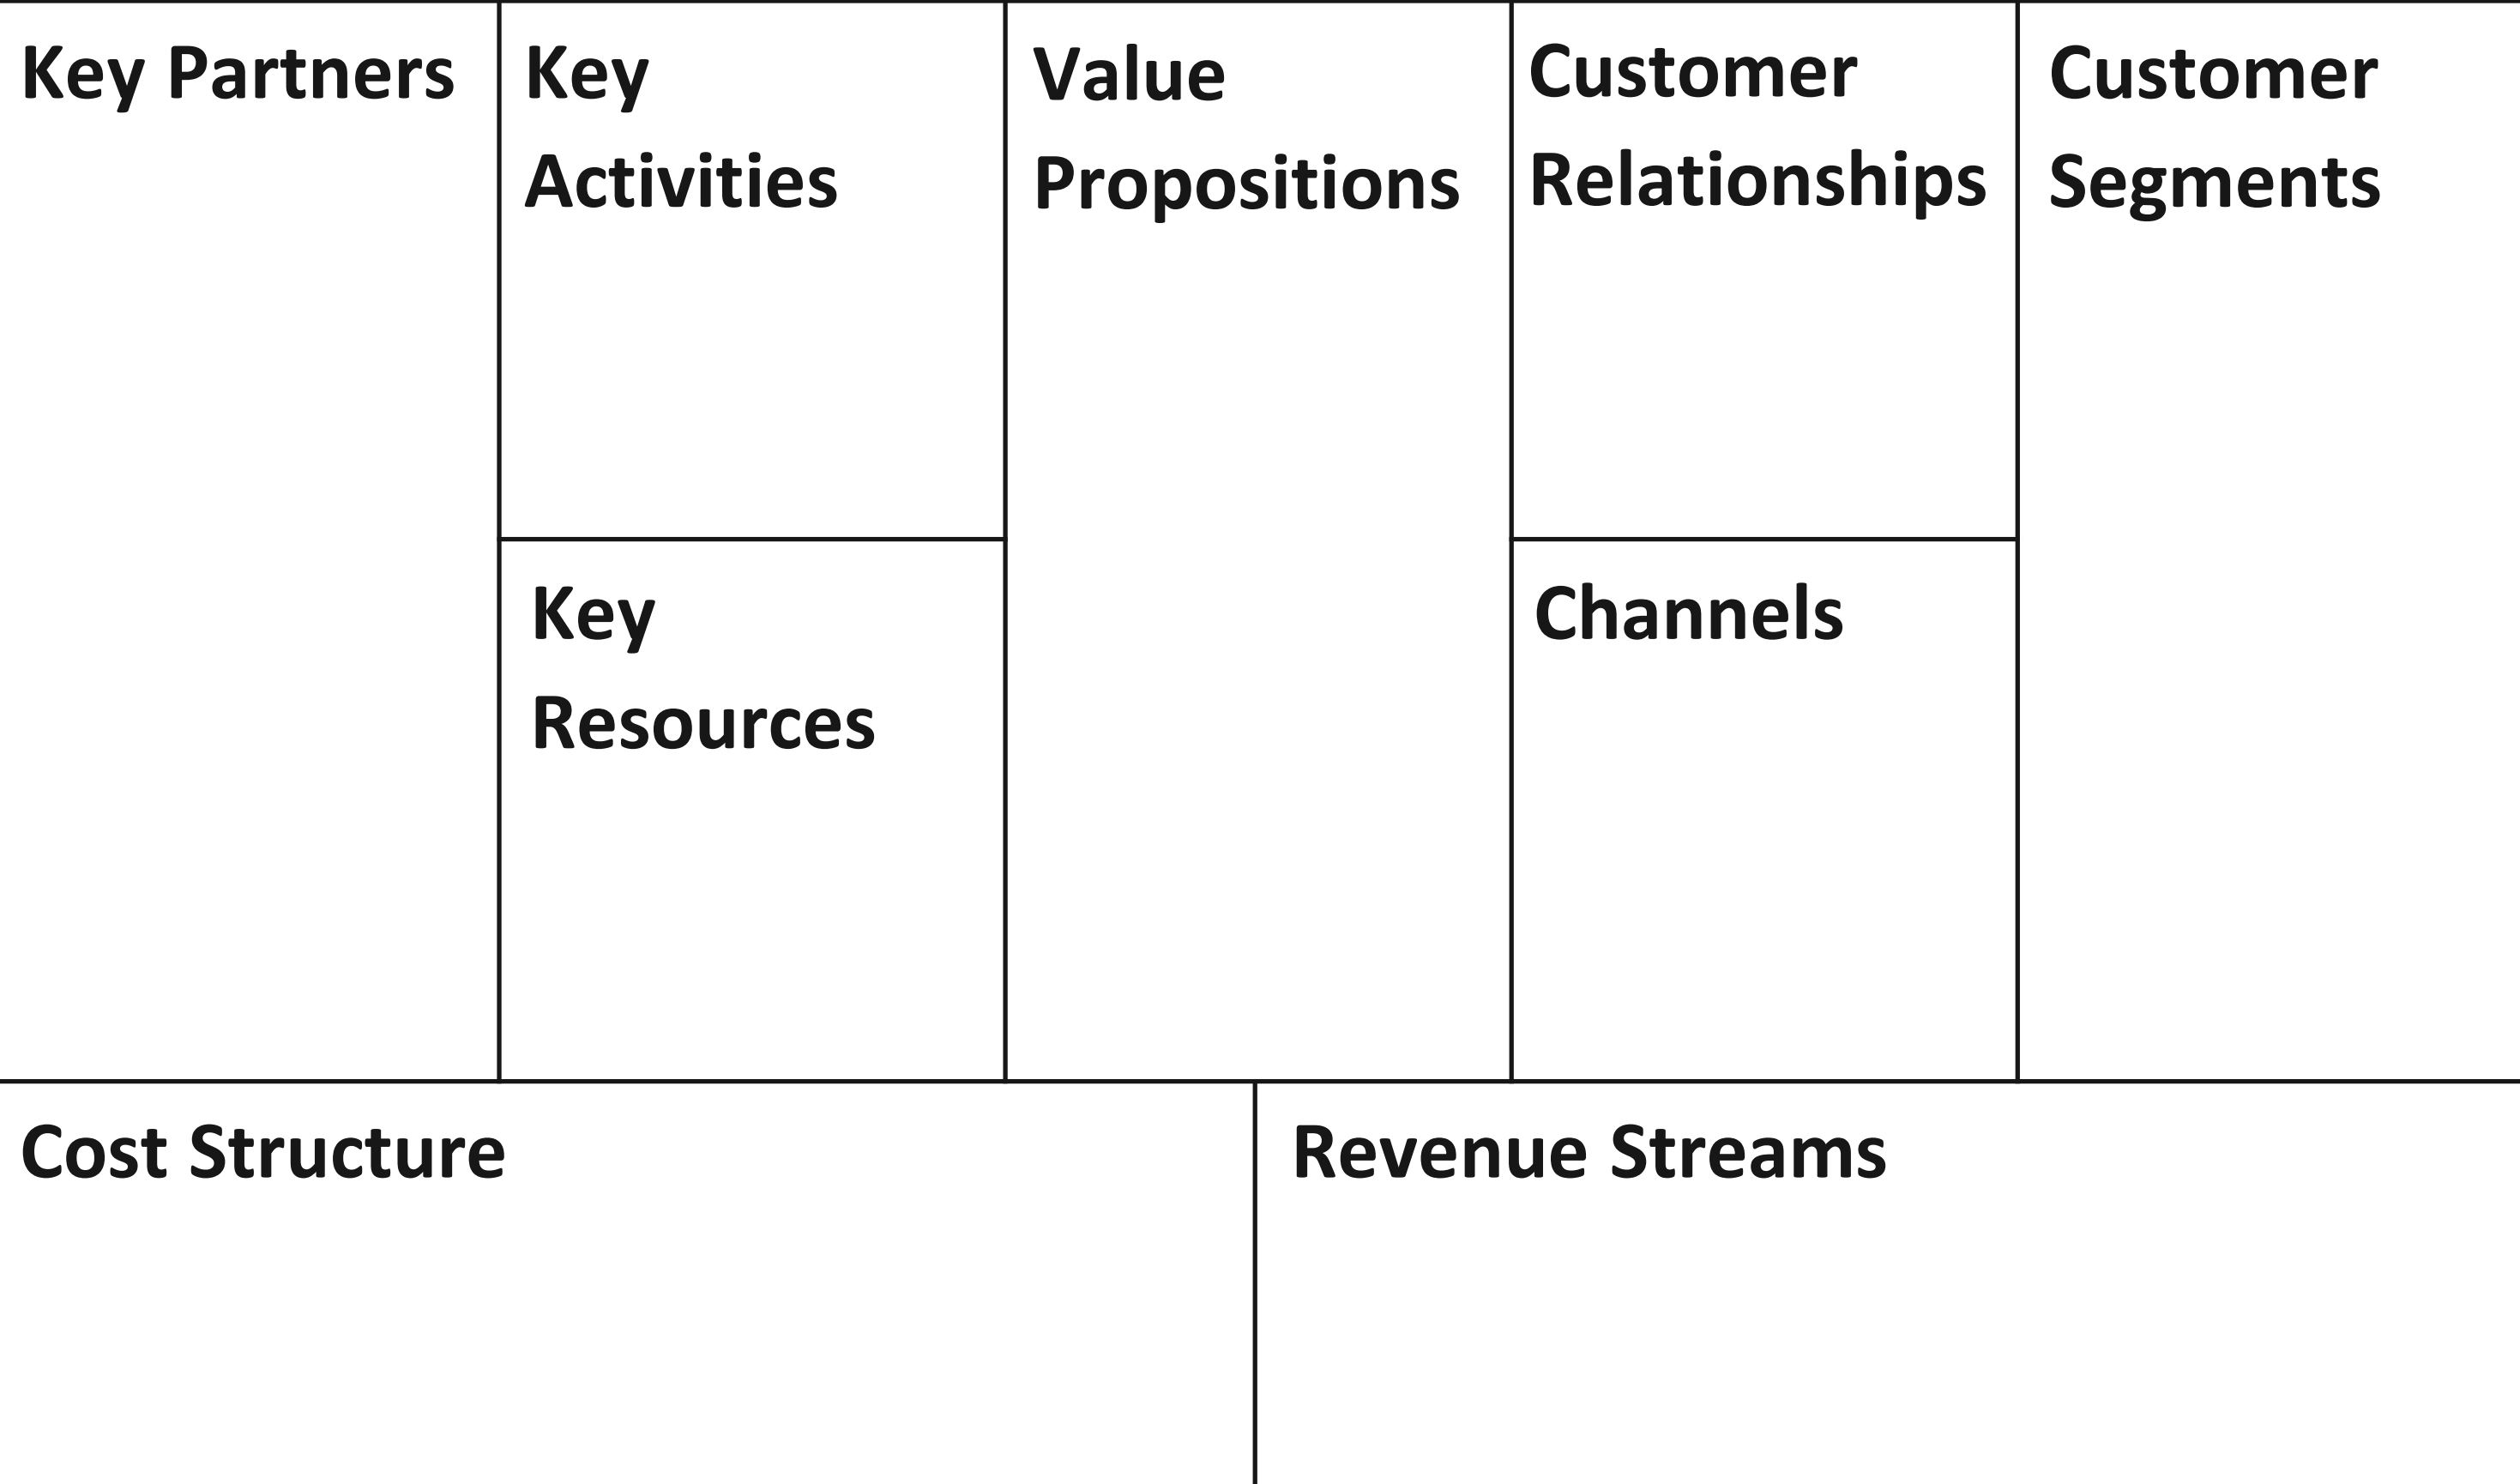 Key Partners
Key
Activities
Key
Resources
Value
Propositions
Customer
Relationships
Channels
Customer
Segments
Cost Structure
Revenue Streams